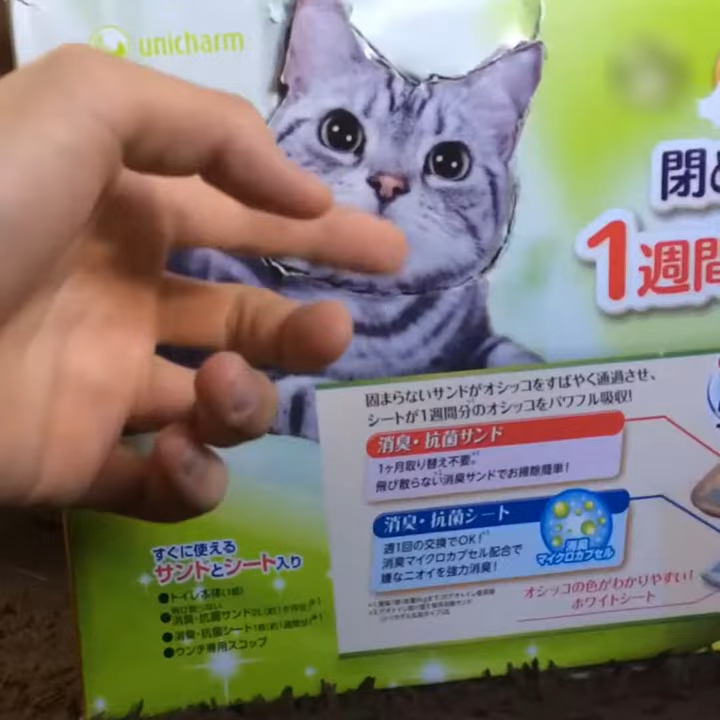 unicharm
閉
1週間
固まらないサンドがオシッコをすばやく通過させ、
シートが1週間分のオシッコをパワフル吸収!
消臭・抗菌サンド
1ヶ月取り替え不要。
飛び散らない消臭サンドでお掃除簡単!
消臭・抗菌シート
週1回の交換でOK!
消臭マイクロカプセル配合で
嫌なニオイを強力消臭!
消臭
マイクロカプセル
オシッコの色がわかりやすい!
ホワイトシート
すぐに使える
サンドとシート入り
●トイレ本体(1組)
飛び散らない
●消臭・抗菌サンド
●消臭・抗菌シート
●ウンチ専用スコップ